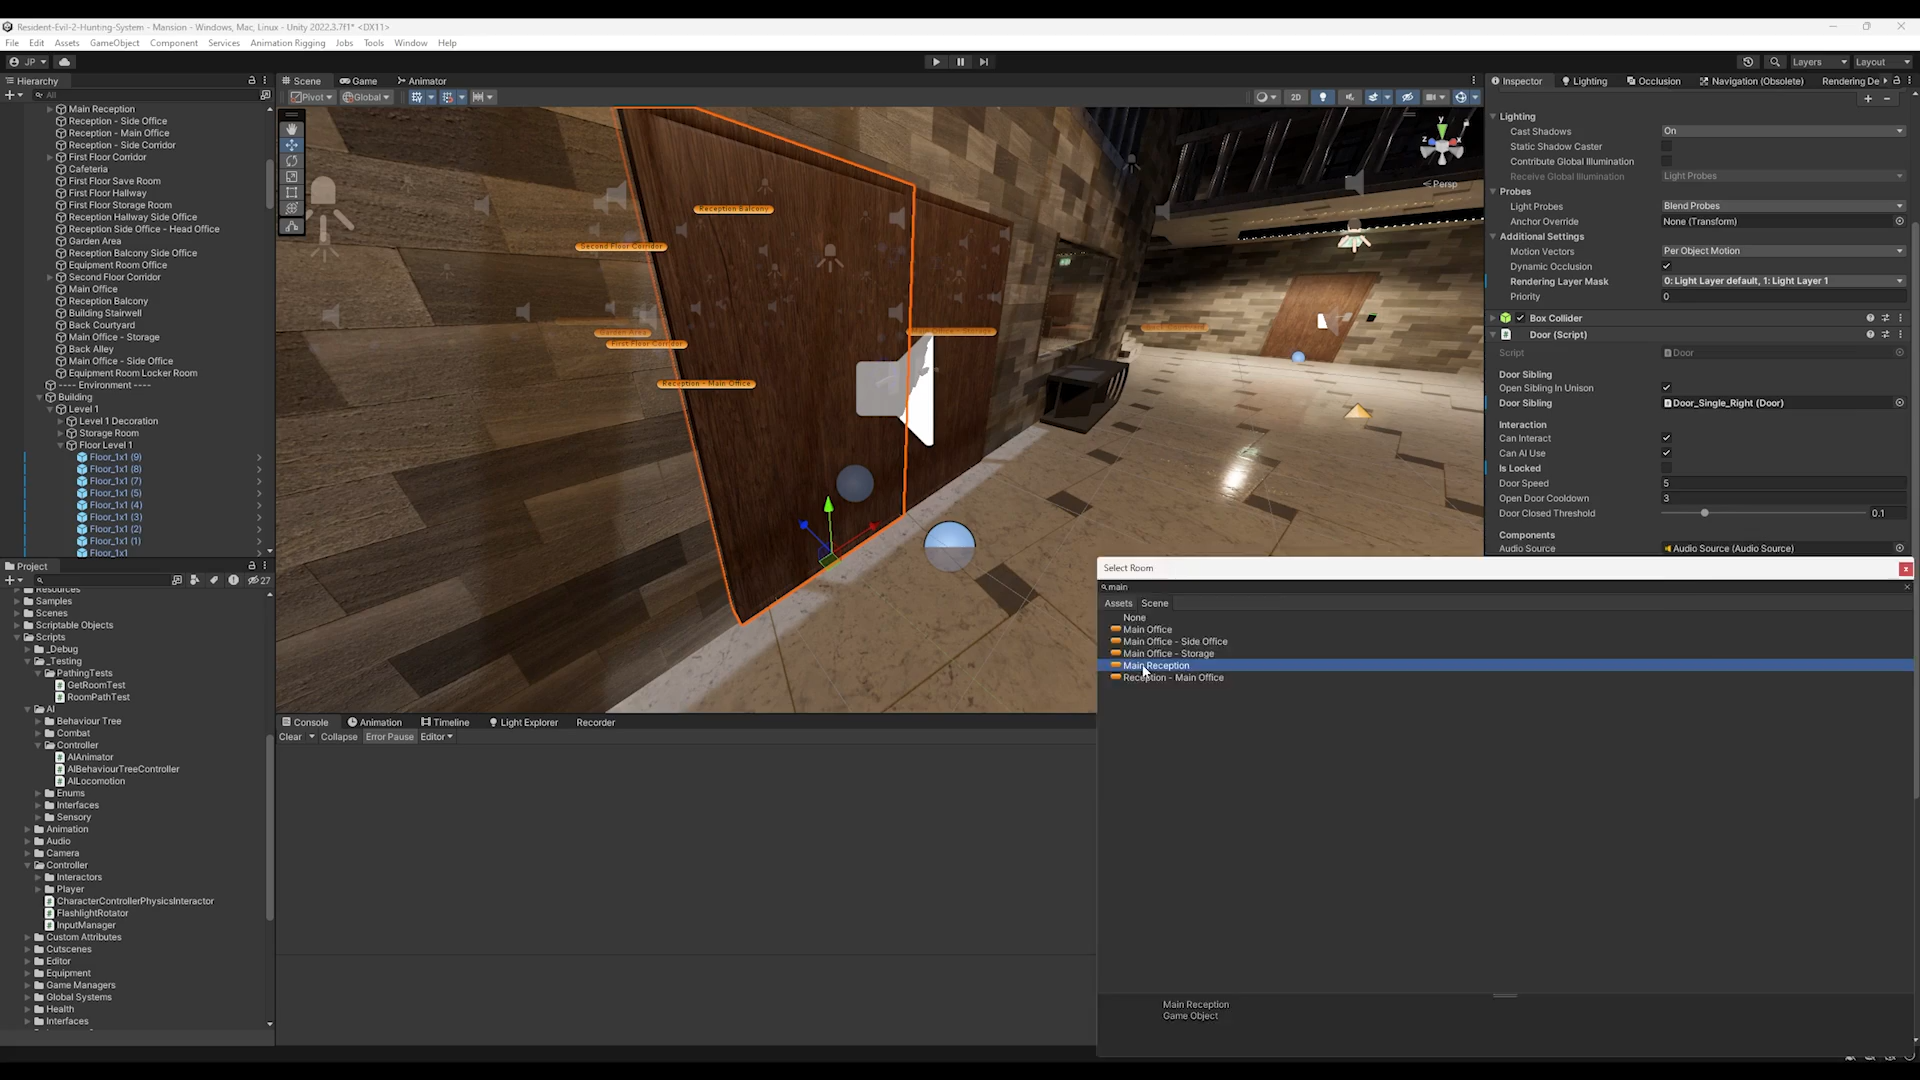 Resident-Evil-2-Hunting-System - Mansion - Windows, Mac, Linux - Unity 2022.3.7f1* <DX11>
File Edit Assets GameObject Component Services Animation Rigging Jobs Tools Window Help
JP
Layers Layout
Hierarchy
All
Main Reception
Reception - Side Office
Reception - Main Office
Reception - Side Corridor
First Floor Corridor
Cafeteria
First Floor Save Room
First Floor Hallway
First Floor Storage Room
Reception Hallway Side Office
Reception Side Office - Head Office
Garden Area
Reception Balcony Side Office
Equipment Room Office
Second Floor Corridor
Main Office
Reception Balcony
Building Stairwell
Back Courtyard
Main Office - Storage
Back Alley
Main Office - Side Office
Equipment Room Locker Room
---- Environment ----
Building
Level 1
Level 1 Decoration
Storage Room
Floor Level 1
Floor_1x1 (9)
Floor_1x1 (8)
Floor_1x1 (7)
Floor_1x1 (5)
Floor_1x1 (4)
Floor_1x1 (3)
Floor_1x1 (2)
Floor_1x1 (1)
Floor_1x1
Project
27
Resources
Samples
Scenes
Scriptable Objects
Scripts
_Debug
_Testing
PathingTests
GetRoomTest
RoomPathTest
AI
Behaviour Tree
Combat
Controller
AIAnimator
AIBehaviourTreeController
AILocomotion
Enums
Interfaces
Sensory
Animation
Audio
Camera
Controller
Interactors
Player
CharacterControllerPhysicsInteractor
FlashlightRotator
InputManager
Custom Attributes
Cutscenes
Editor
Equipment
Game Managers
Global Systems
Health
Interfaces
Scene Game Animator
Pivot Global
2D
y
z
Persp
Reception Balcony
Second Floor Corridor
Garden Area
First Floor Corridor
Reception - Main Office
Console Animation Timeline Light Explorer Recorder
Clear Collapse Error Pause Editor
Inspector Lighting Occlusion Navigation (Obsolete) Rendering De
Lighting
Cast Shadows On
Static Shadow Caster
Contribute Global Illumination
Receive Global Illumination Light Probes
Probes
Light Probes Blend Probes
Anchor Override None (Transform)
Additional Settings
Motion Vectors Per Object Motion
Dynamic Occlusion
Rendering Layer Mask 0: Light Layer default, 1: Light Layer 1
Priority 0
Box Collider
Door (Script)
Script Door
Door Sibling
Open Sibling In Unison
Door Sibling Door_Single_Right (Door)
Interaction
Can Interact
Can AI Use
Is Locked
Door Speed 5
Open Door Cooldown 3
Door Closed Threshold 0.1
Components
Audio Source Audio Source (Audio Source)
Select Room
main
Assets Scene
None
Main Office
Main Office - Side Office
Main Office - Storage
Main Reception
Reception - Main Office
Main Reception
Game Object